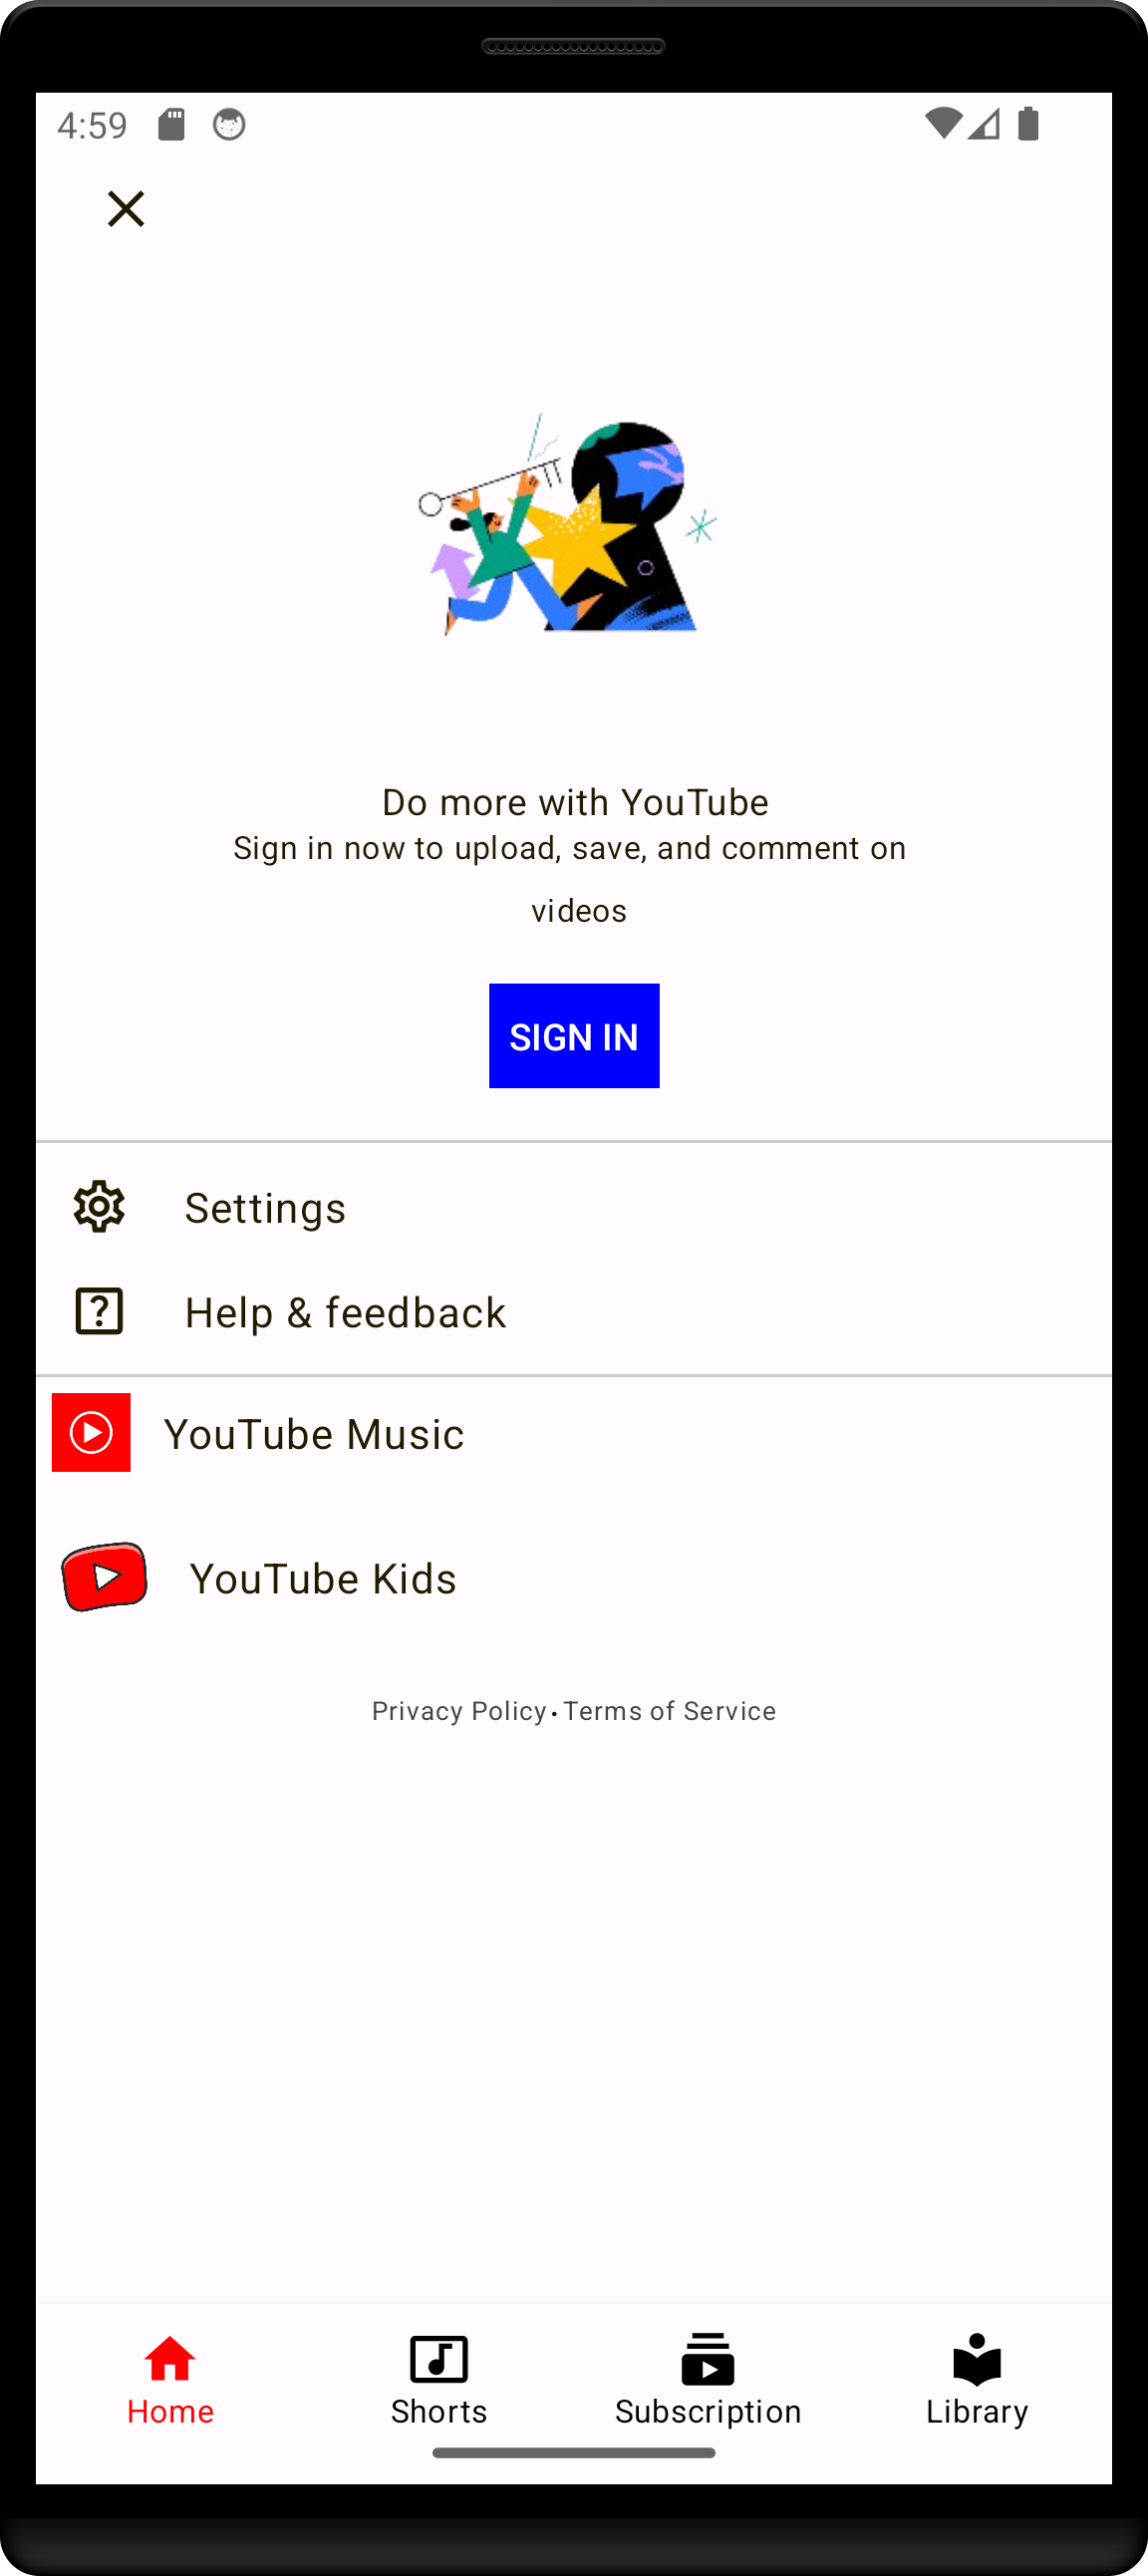 4:59
Do more with YouTube
Sign in now to upload, save, and comment on
videos
SIGN IN
Settings
Help & feedback
YouTube Music
YouTube Kids
Privacy Policy • Terms of Service
Home
Shorts
Subscription
Library